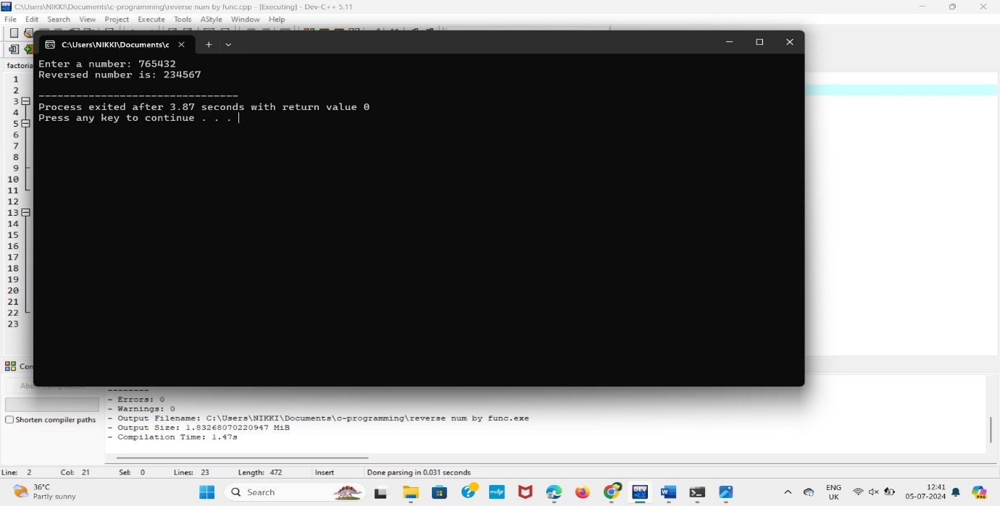 C:\Users\NIKKI\Documents\c-programming\reverse num by func.cpp - [Executing] - Dev-C++ 5.11
File Edit Search View Project Execute Tools AStyle Window Help
C:\Users\NIKKI\Documents\c
Enter a number: 765432
Reversed number is: 234567
--------------------------------
Process exited after 3.87 seconds with return value 0
Press any key to continue . . .
factoria
1
2
3
4
5
6
7
8
9
10
11
12
13
14
15
16
17
18
19
20
21
22
23
Com
Abort Compilation
Shorten compiler paths
--------
- Errors: 0
- Warnings: 0
- Output Filename: C:\Users\NIKKI\Documents\c-programming\reverse num by func.exe
- Output Size: 1.83268070220947 MiB
- Compilation Time: 1.47s
Line: 2 Col: 21 Sel: 0 Lines: 23 Length: 472 Insert Done parsing in 0.031 seconds
36°C
Partly sunny
Search
ENG
UK
12:41
05-07-2024